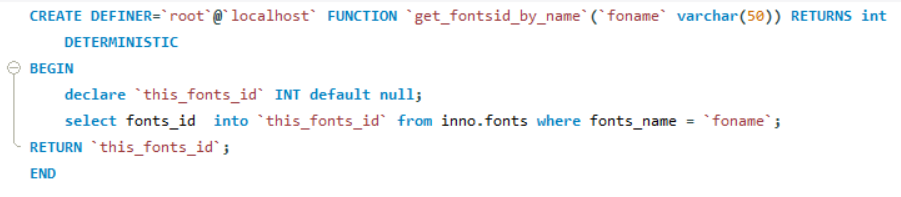 CREATE DEFINER=`root`@`localhost` FUNCTION `get_fontsid_by_name`(`foname` varchar(50)) RETURNS int
DETERMINISTIC
BEGIN
declare `this_fonts_id` INT default null;
select fonts_id  into `this_fonts_id` from inno.fonts where fonts_name = `foname`;
RETURN `this_fonts_id`;
END